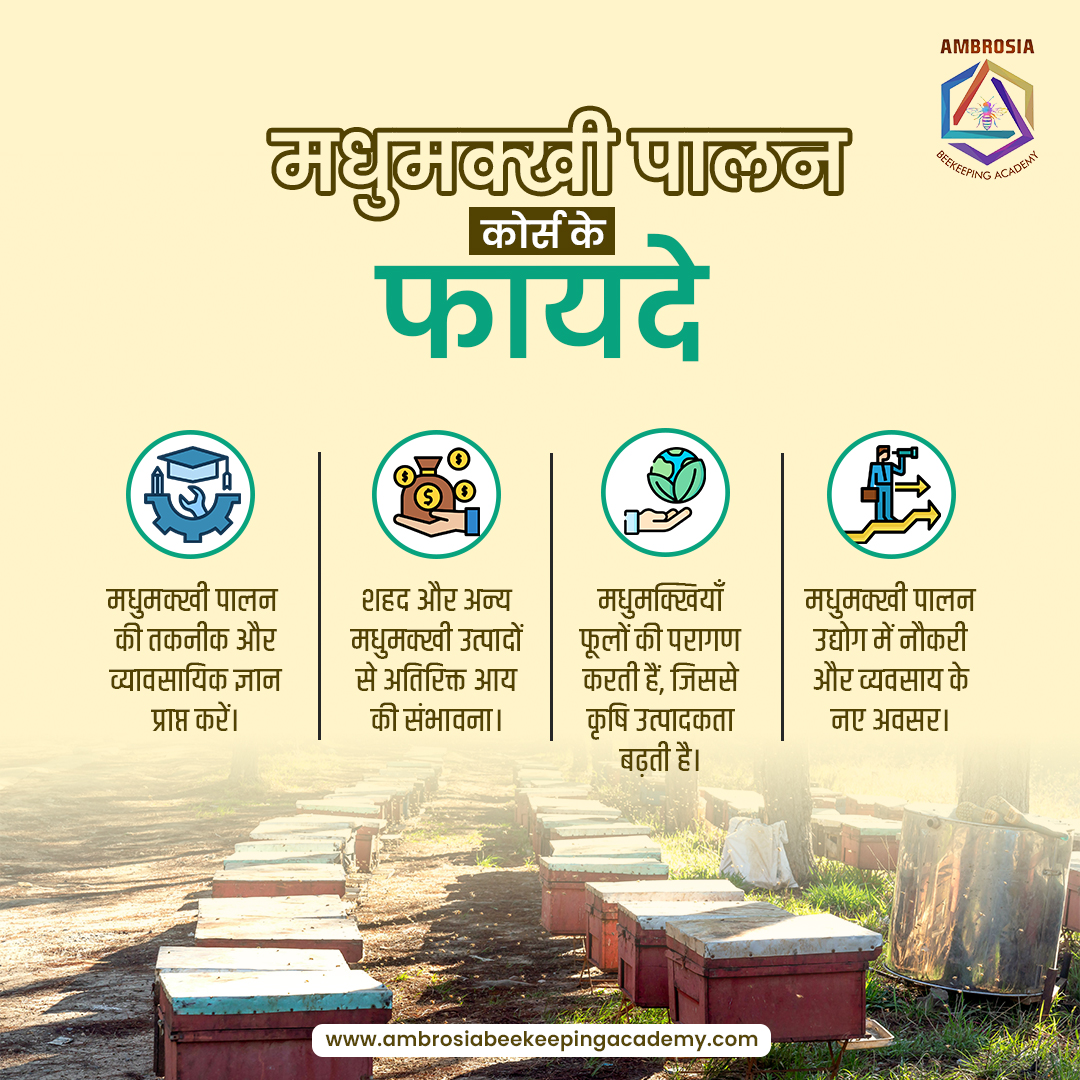 AMBROSIA
BEEKEEPING ACADEMY
मधुमक्खी पालन
कोर्स के
फायदे
मधुमक्खी पालन
की तकनीक और
व्यावसायिक ज्ञान
प्राप्त करें।
शहद और अन्य
मधुमक्खी उत्पादों
से अतिरिक्त आय
की संभावना।
मधुमक्खियाँ
फूलों की परागण
करती हैं, जिससे
कृषि उत्पादकता
बढ़ती है।
मधुमक्खी पालन
उद्योग में नौकरी
और व्यवसाय के
नए अवसर।
www.ambrosiabeekeepingacademy.com